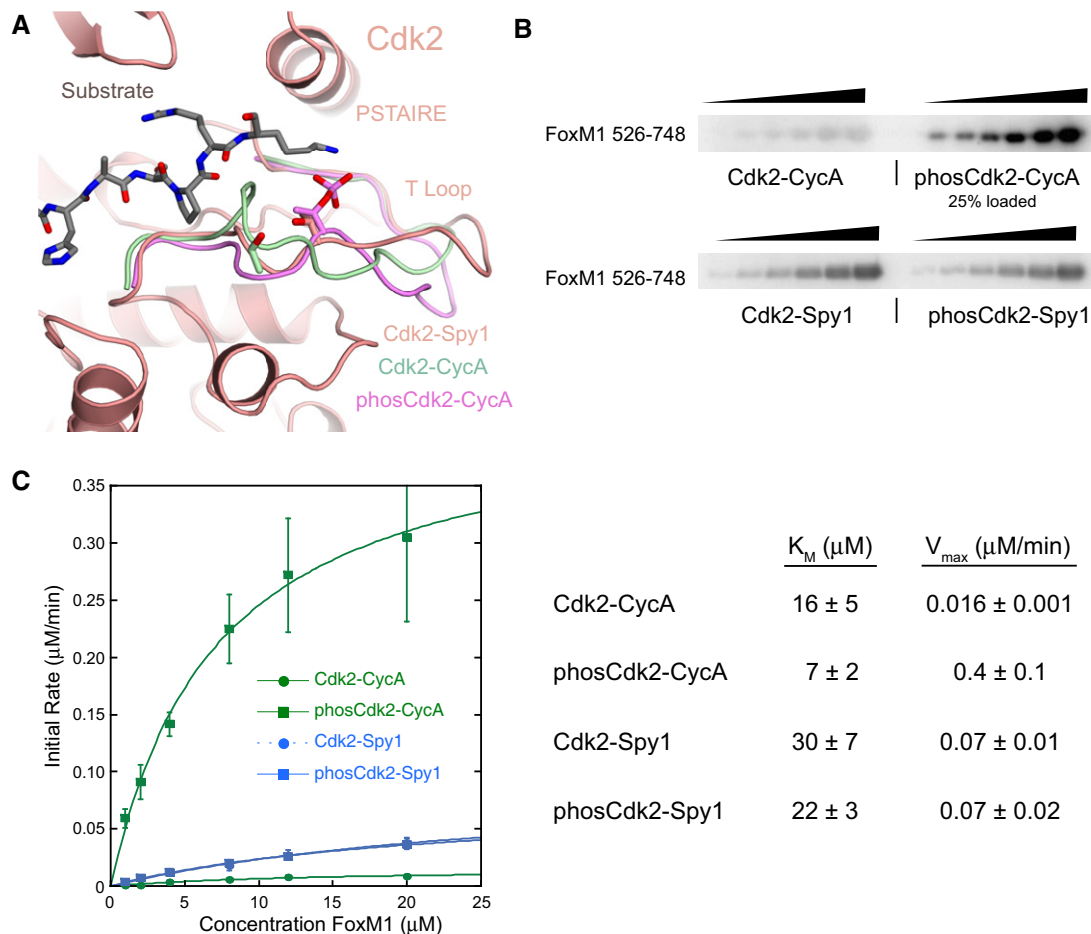 A
Cdk2
Substrate
PSTAIRE
T Loop
Cdk2-Spy1
Cdk2-CycA
phosCdk2-CycA
B
FoxM1 526-748
Cdk2-CycA | phosCdk2-CycA
25% loaded
FoxM1 526-748
Cdk2-Spy1 | phosCdk2-Spy1
C
Initial Rate (μM/min)
0.35
0.30
0.25
0.20
0.15
0.10
0.05
0
Cdk2-CycA
phosCdk2-CycA
Cdk2-Spy1
phosCdk2-Spy1
0 5 10 15 20 25
Concentration FoxM1 (μM)
K_M (μM) V_max (μM/min)
Cdk2-CycA 16 ± 5 0.016 ± 0.001
phosCdk2-CycA 7 ± 2 0.4 ± 0.1
Cdk2-Spy1 30 ± 7 0.07 ± 0.01
phosCdk2-Spy1 22 ± 3 0.07 ± 0.02